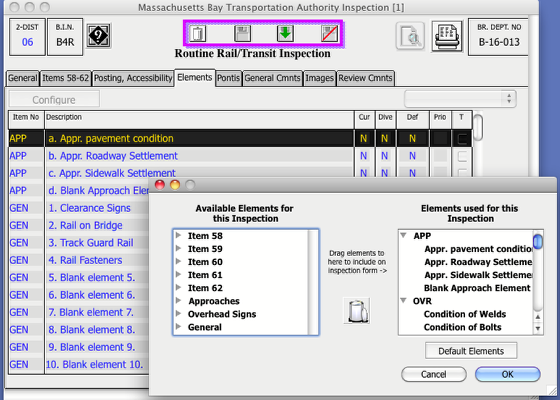 Massachusetts Bay Transportation Authority Inspection [1]
2-DIST
06
B.I.N.
B4R
BR. DEPT. NO
B-16-013
Routine Rail/Transit Inspection
General Items 58-62 Posting, Accessibility Elements Pontis General Cmnts Images Review Cmnts
Configure
Item No Description Cur Dive Def Prio T
APP a. Appr. pavement condition N N N
APP b. Appr. Roadway Settlement N N N
APP c. Appr. Sidewalk Settlement N N N
APP d. Blank Approach Elem
GEN 1. Clearance Signs
GEN 2. Rail on Bridge
GEN 3. Track Guard Rail
GEN 4. Rail Fasteners
GEN 5. Blank element 5.
GEN 6. Blank element 6.
GEN 7. Blank element 7.
GEN 8. Blank element 8.
GEN 9. Blank element 9.
GEN 10. Blank element 10.
Available Elements for
this Inspection
Item 58
Item 59
Item 60
Item 61
Item 62
Approaches
Overhead Signs
General
Drag elements to
here to include on
inspection form ->
Elements used for this
Inspection
APP
Appr. pavement conditio
Appr. Roadway Settleme
Appr. Sidewalk Settleme
Blank Approach Element
OVR
Condition of Welds
Condition of Bolts
Default Elements
Cancel OK